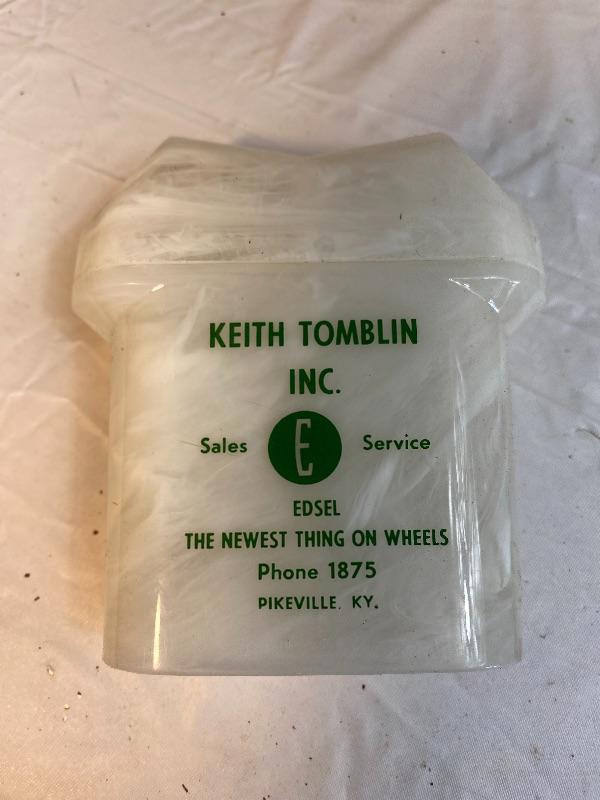 KEITH TOMBLIN
INC.
Sales E Service
EDSEL
THE NEWEST THING ON WHEELS
Phone 1875
PIKEVILLE. KY.